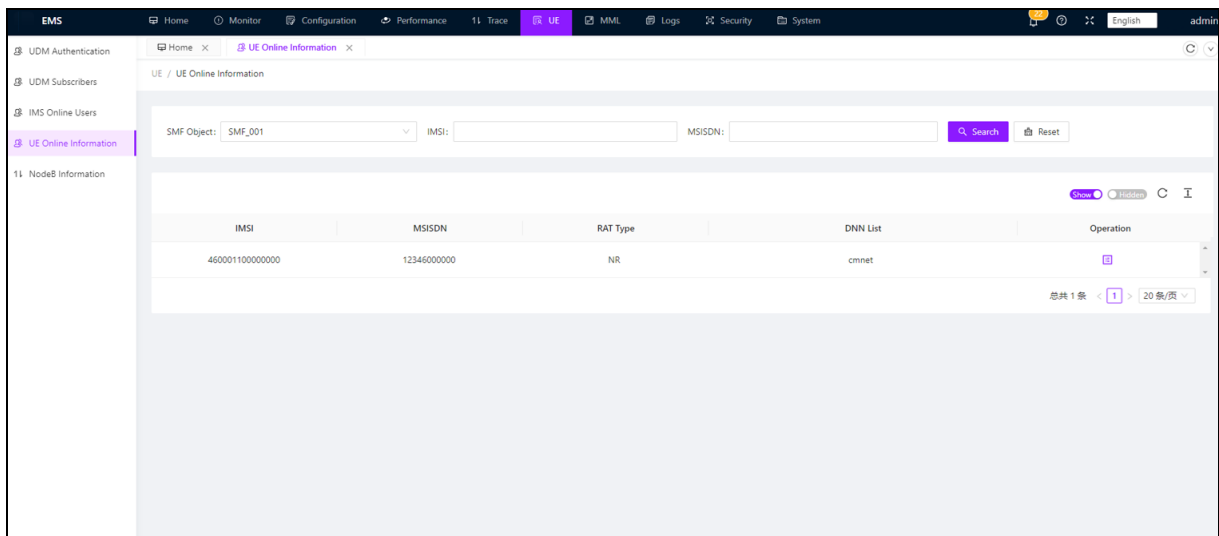 EMS Home Monitor Configuration Performance Trace UE MML Logs Security System 22 English admin
UDM Authentication
UDM Subscribers
IMS Online Users
UE Online Information
NodeB Information
Home UE Online Information
UE / UE Online Information
SMF Object: SMF_001 IMSI: MSISDN: Search Reset
Show Hidden
IMSI MSISDN RAT Type DNN List Operation
460001100000000 12346000000 NR cmnet
总共 1 条 < 1 > 20 条/页